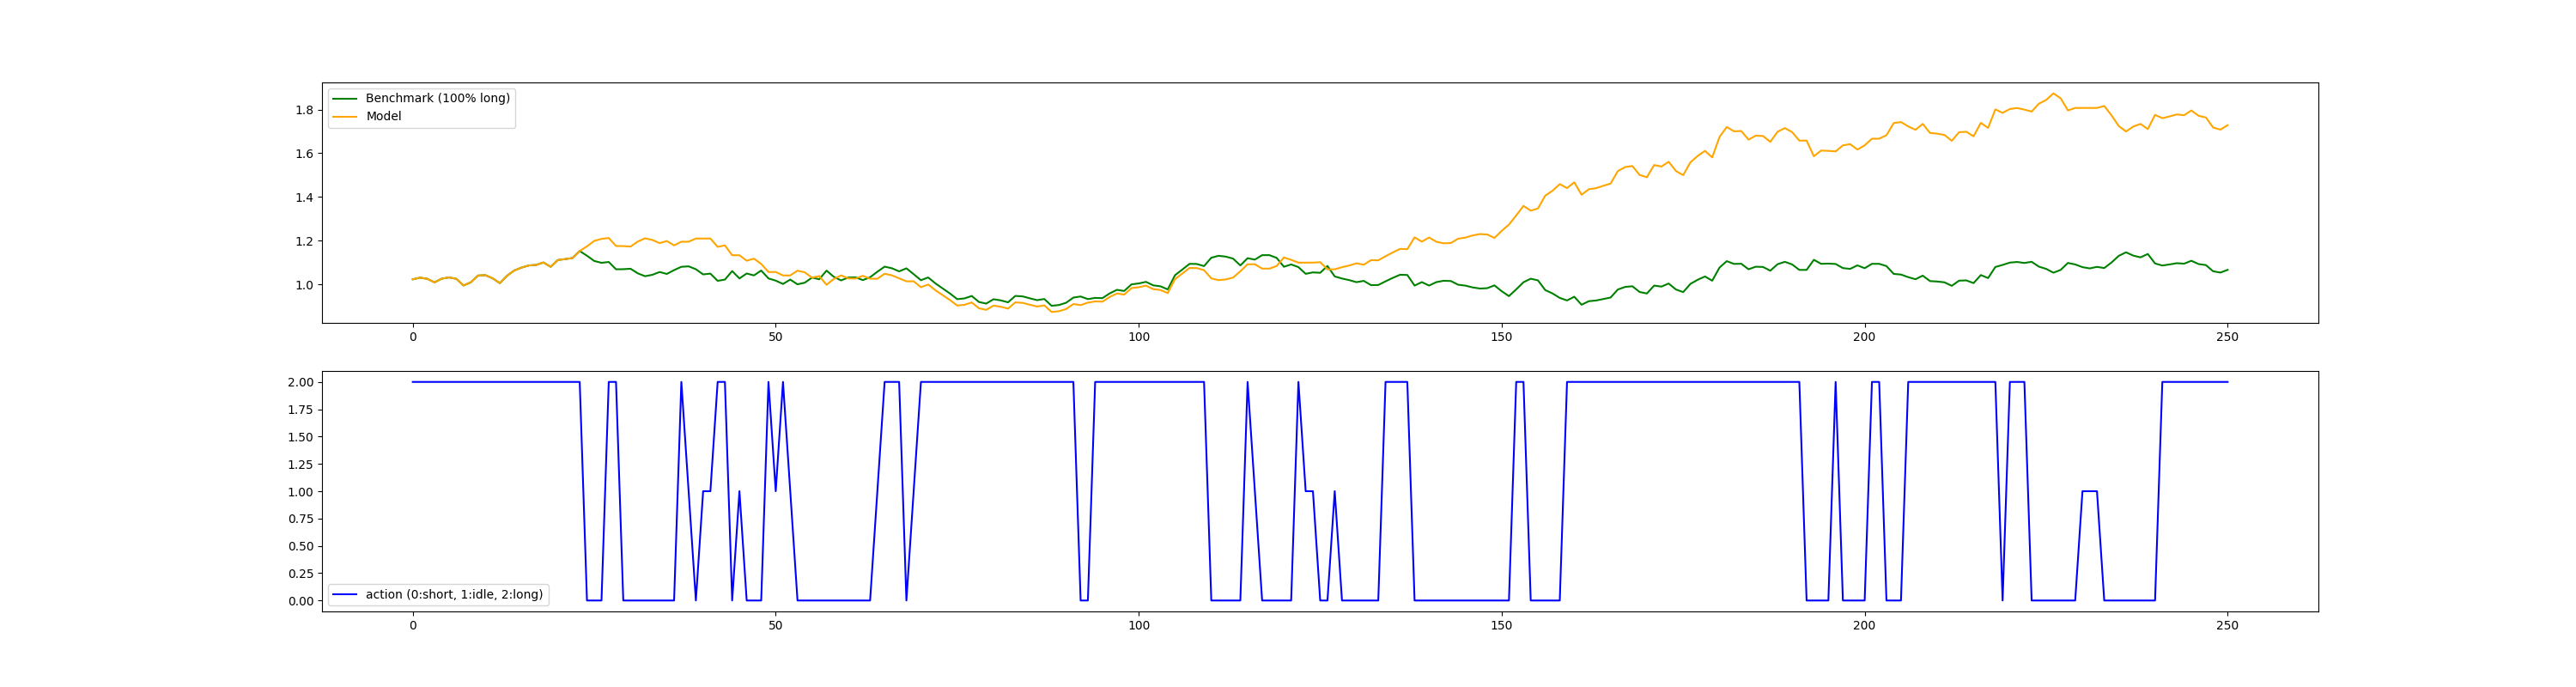 Benchmark (100% long)
Model
1.8
1.6
1.4
1.2
1.0
0 50 100 150 200 250
2.00
1.75
1.50
1.25
1.00
0.75
0.50
0.25
0.00
action (0:short, 1:idle, 2:long)
0 50 100 150 200 250